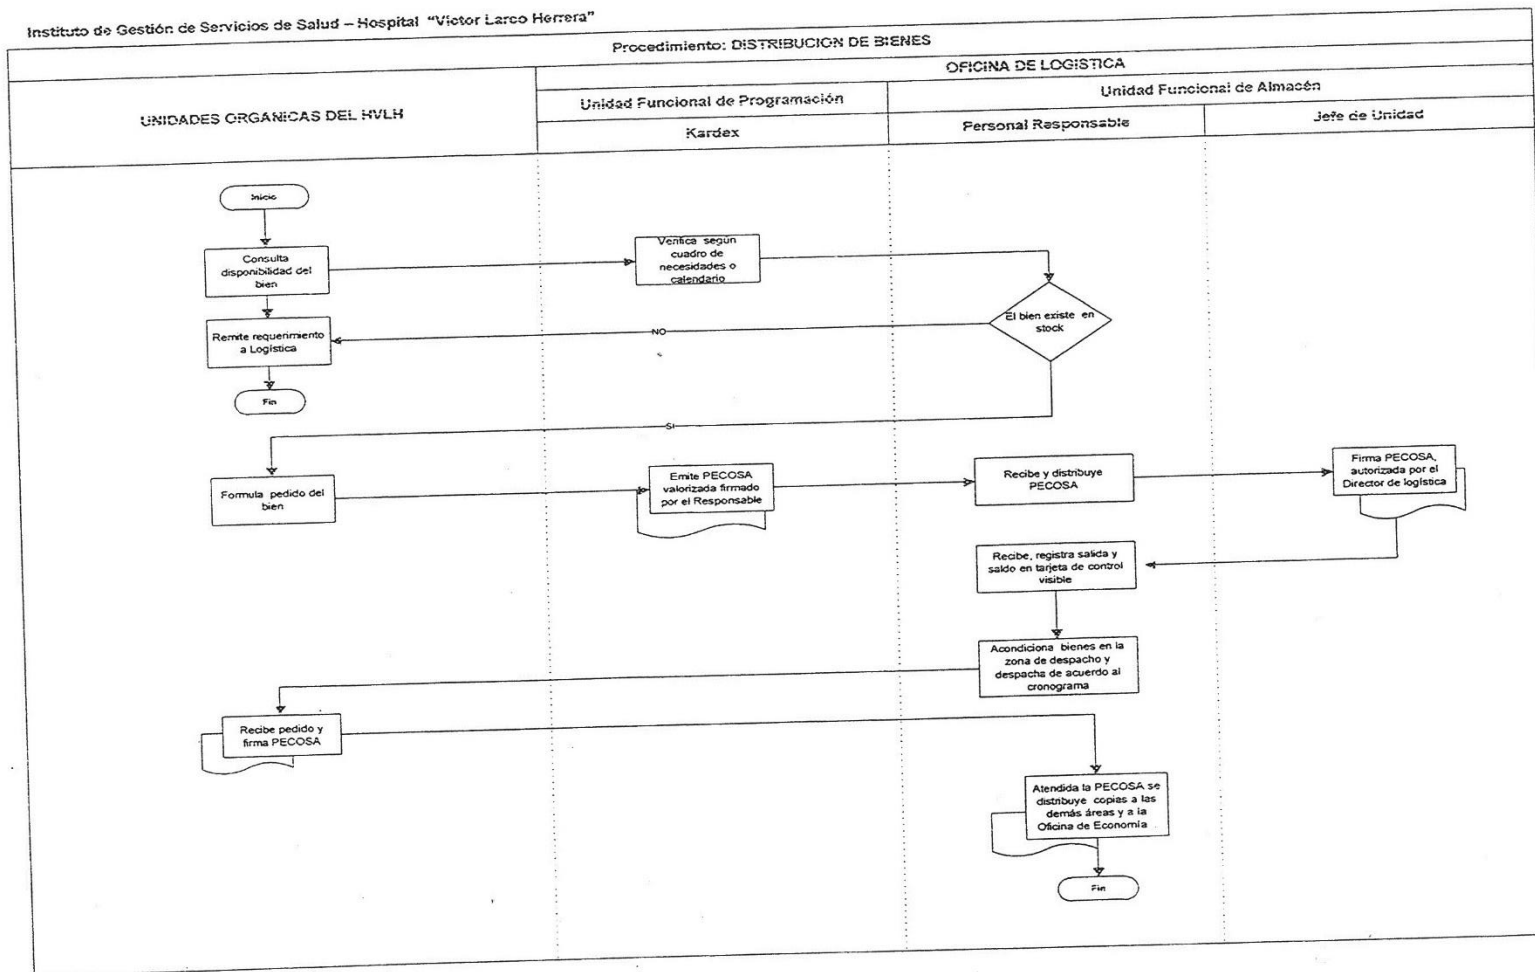 Instituto de Gestión de Servicios de Salud – Hospital "Víctor Larco Herrera"
Procedimiento: DISTRIBUCION DE BIENES
OFICINA DE LOGISTICA
UNIDADES ORGANICAS DEL HVLH
Unidad Funcional de Programación
Unidad Funcional de Almacén
Kardex
Personal Responsable
Jefe de Unidad
Inicio
Consulta
disponibilidad del
bien
Verifica según
cuadro de
necesidades o
calendario
El bien existe en
stock
NO
Remite requerimiento
a Logística
Fin
SI
Formula pedido del
bien
Emite PECOSA
valorizada firmado
por el Responsable
Recibe y distribuye
PECOSA
Firma PECOSA,
autorizada por el
Director de logística
Recibe, registra salida y
saldo en tarjeta de control
visible
Acondiciona bienes en la
zona de despacho y
despacha de acuerdo al
cronograma
Recibe pedido y
firma PECOSA
Atendida la PECOSA se
distribuye copias a las
demás áreas y a la
Oficina de Economía
Fin